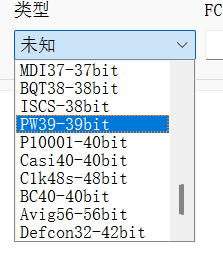 类型 FC
未知
MDI37-37bit
BQT38-38bit
ISCS-38bit
PW39-39bit
P10001-40bit
Casi40-40bit
C1k48s-48bit
BC40-40bit
Avig56-56bit
Defcon32-42bit